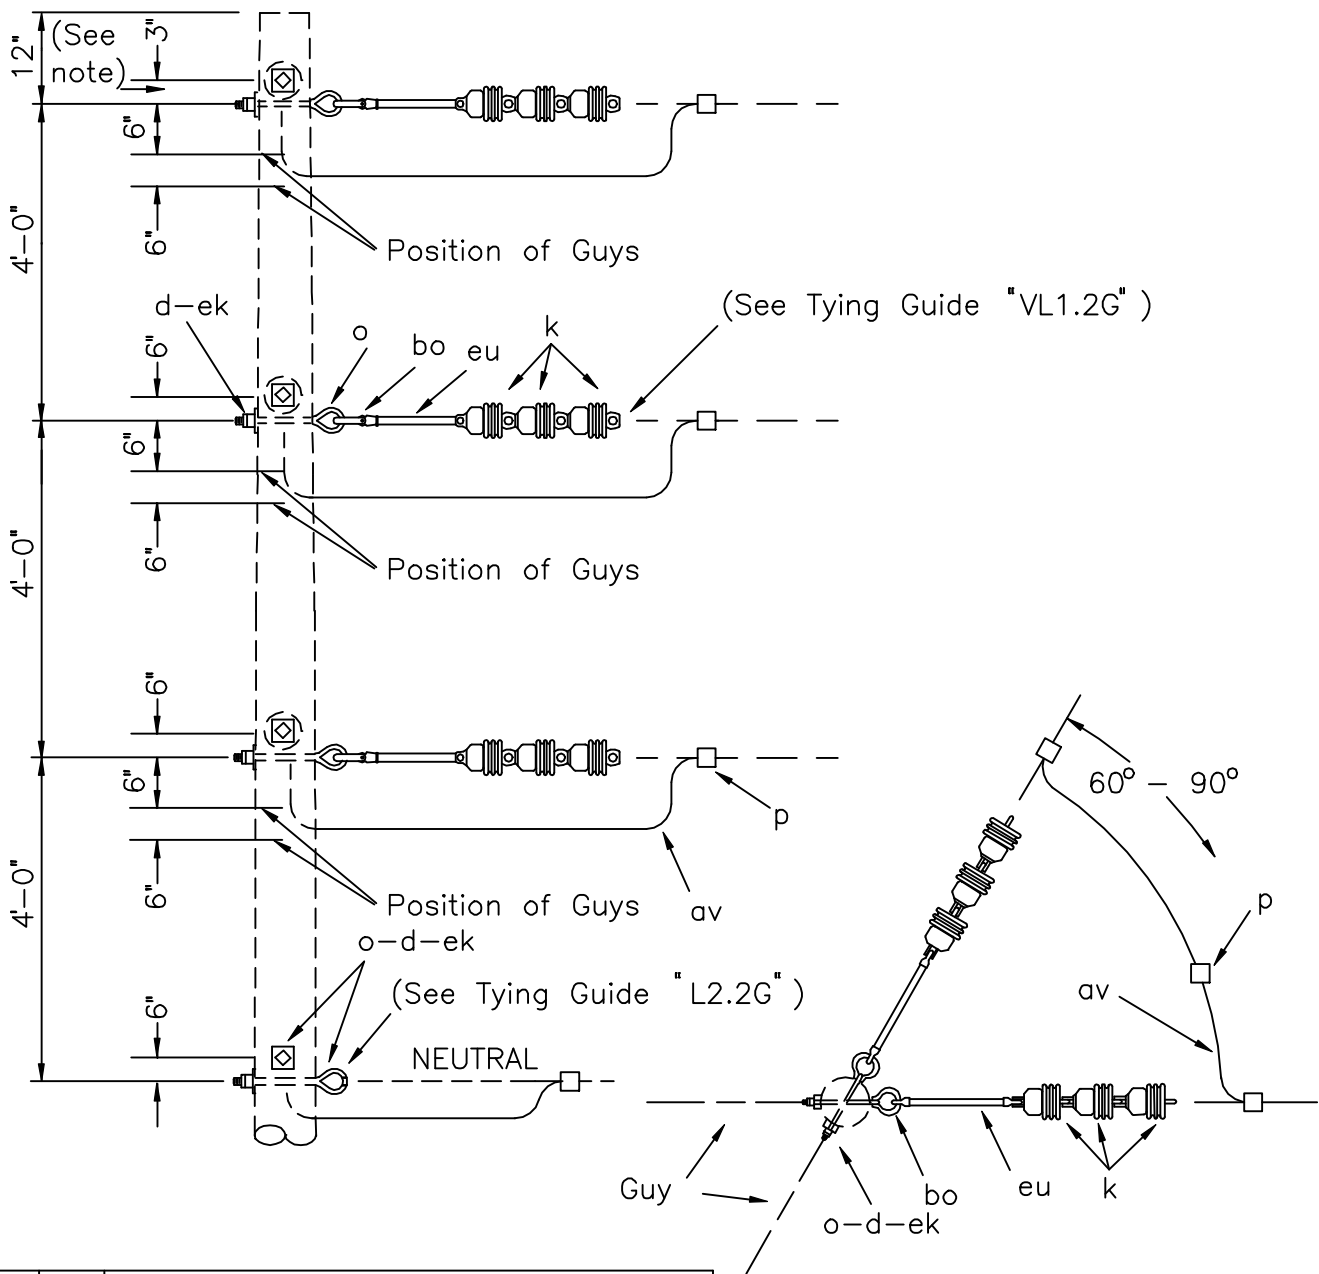 12"
(See
note)
3"
6"
4'-0"
6"
Position of Guys
d-ek
o
bo
eu
k
(See Tying Guide "VL1.2G")
6"
6"
4'-0"
6"
Position of Guys
6"
6"
p
60° - 90°
4'-0"
6"
Position of Guys
av
p
o-d-ek
(See Tying Guide "L2.2G")
av
6"
NEUTRAL
Guy
bo
eu
k
o-d-ek